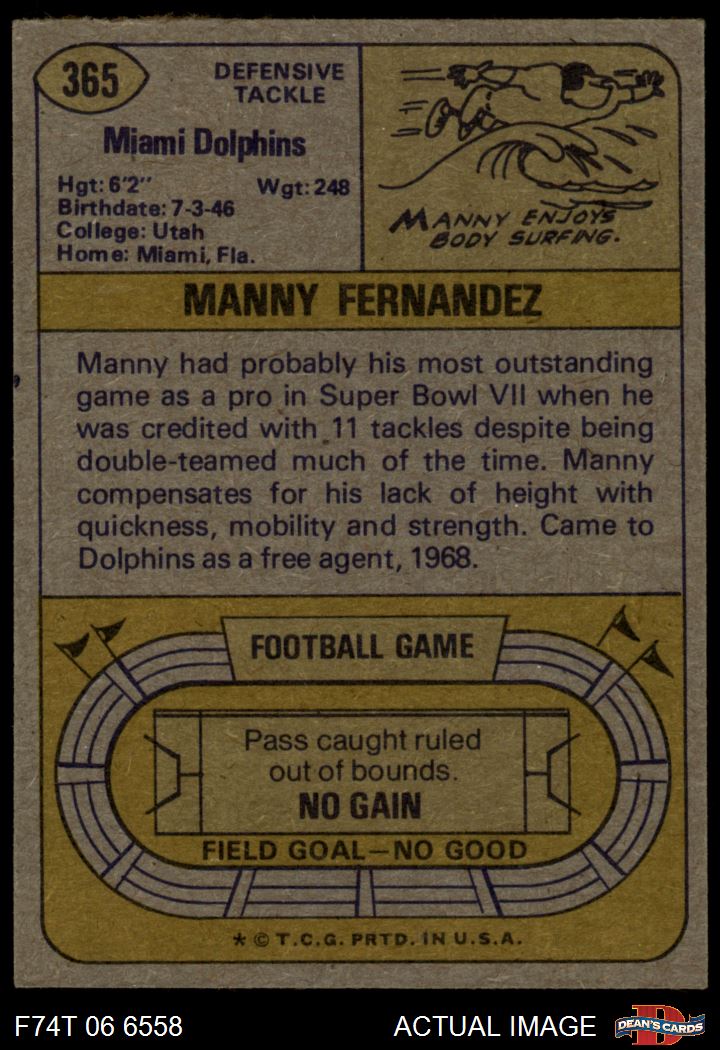 365
DEFENSIVE
TACKLE
Miami Dolphins
Hgt: 6'2" Wgt: 248
Birthdate: 7-3-46
College: Utah
Home: Miami, Fla.
MANNY ENJOYS
BODY SURFING.
MANNY FERNANDEZ
Manny had probably his most outstanding
game as a pro in Super Bowl VII when he
was credited with 11 tackles despite being
double-teamed much of the time. Manny
compensates for his lack of height with
quickness, mobility and strength. Came to
Dolphins as a free agent, 1968.
FOOTBALL GAME
Pass caught ruled
out of bounds.
NO GAIN
FIELD GOAL—NO GOOD
* © T.C.G. PRTD. IN U.S.A.
F74T 06 6558 ACTUAL IMAGE
D
DEAN'S CARDS